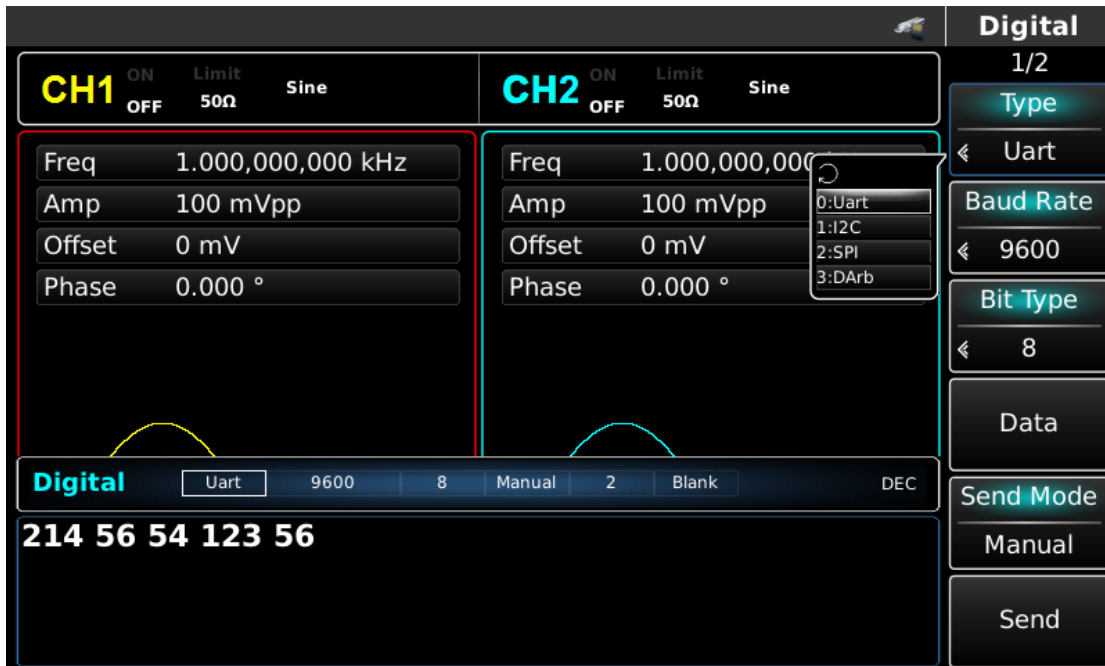 Digital
1/2
CH1 ON OFF Limit 50Ω Sine
CH2 ON OFF Limit 50Ω Sine
Type
Uart
Freq 1.000,000,000 kHz
Amp 100 mVpp
Offset 0 mV
Phase 0.000 °
Freq 1.000,000,000
Amp 100 mVpp
Offset 0 mV
Phase 0.000 °
0:Uart
1:I2C
2:SPI
3:DArb
Baud Rate
9600
Bit Type
8
Data
Digital Uart 9600 8 Manual 2 Blank DEC
214 56 54 123 56
Send Mode
Manual
Send